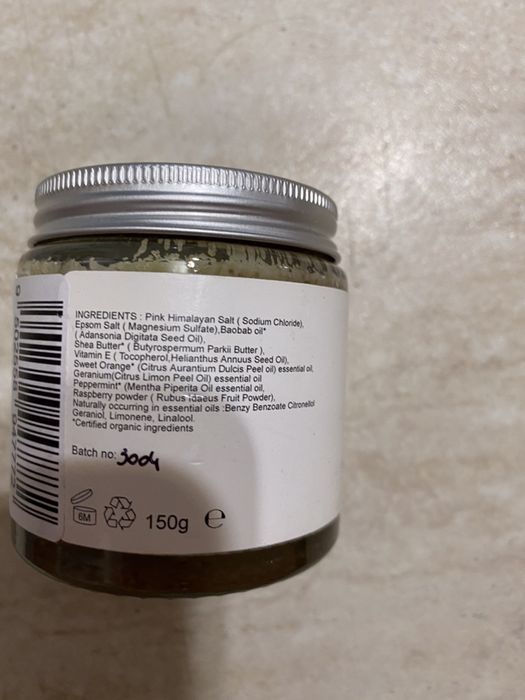 INGREDIENTS : Pink Himalayan Salt ( Sodium Chloride),
Epsom Salt ( Magnesium Sulfate),Baobab oil*
( Adansonia Digitata Seed Oil),
Shea Butter* ( Butyrospermum Parkii Butter ),
Vitamin E ( Tocopherol,Helianthus Annuus Seed Oil),
Sweet Orange* (Citrus Aurantium Dulcis Peel oil) essential oil,
Geranium(Citrus Limon Peel Oil) essential oil
Peppermint* (Mentha Piperita Oil essential oil,
Raspberry powder ( Rubus Idaeus Fruit Powder),
Naturally occurring in essential oils :Benzy Benzoate Citronellol
Geraniol, Limonene, Linalool.
*Certified organic ingredients
Batch no: 3004
6M
150g ℮